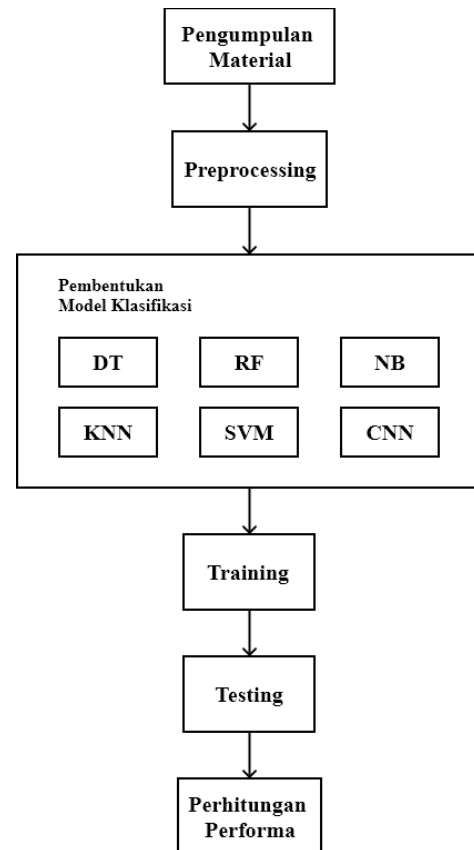 Pengumpulan
Material
Preprocessing
Pembentukan
Model Klasifikasi
DT
RF
NB
KNN
SVM
CNN
Training
Testing
Perhitungan
Performa